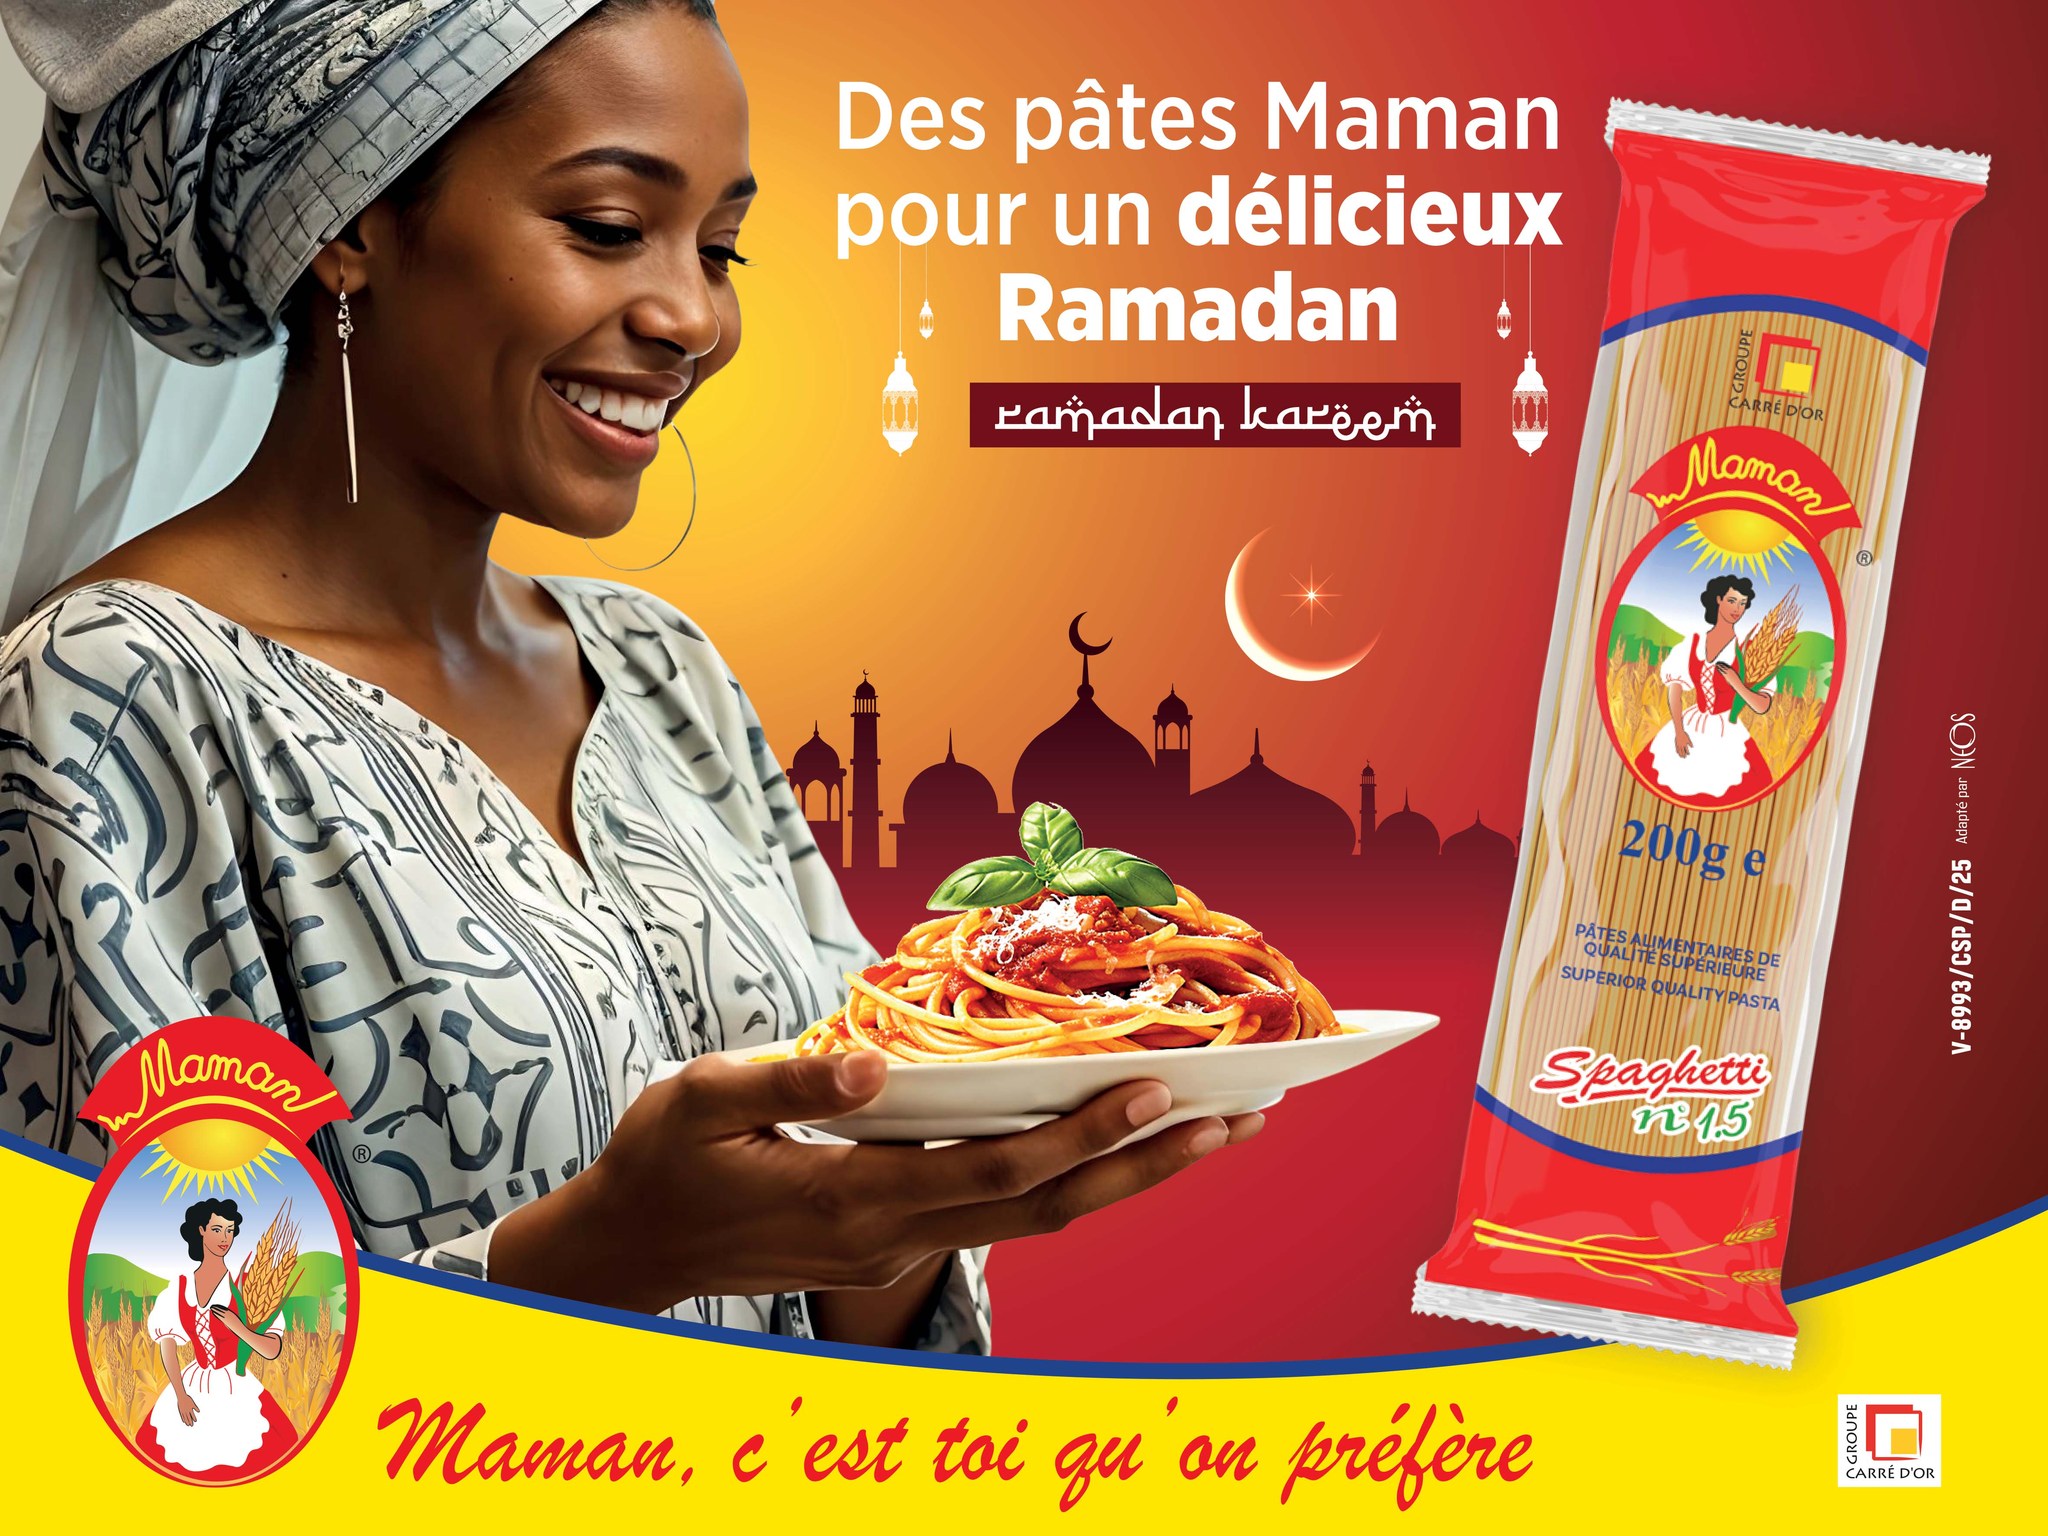 Des pâtes Maman
pour un délicieux
Ramadan
ramadan kareem
GROUPE
CARRÉ D'OR
Maman
®
200g e
PÂTES ALIMENTAIRES DE
QUALITÉ SUPÉRIEURE
SUPERIOR QUALITY PASTA
Spaghetti
n° 1.5
V-8993/CSP/D/25 Adapté par NEOS
Maman
®
Maman, c'est toi qu'on préfère
GROUPE
CARRÉ D'OR